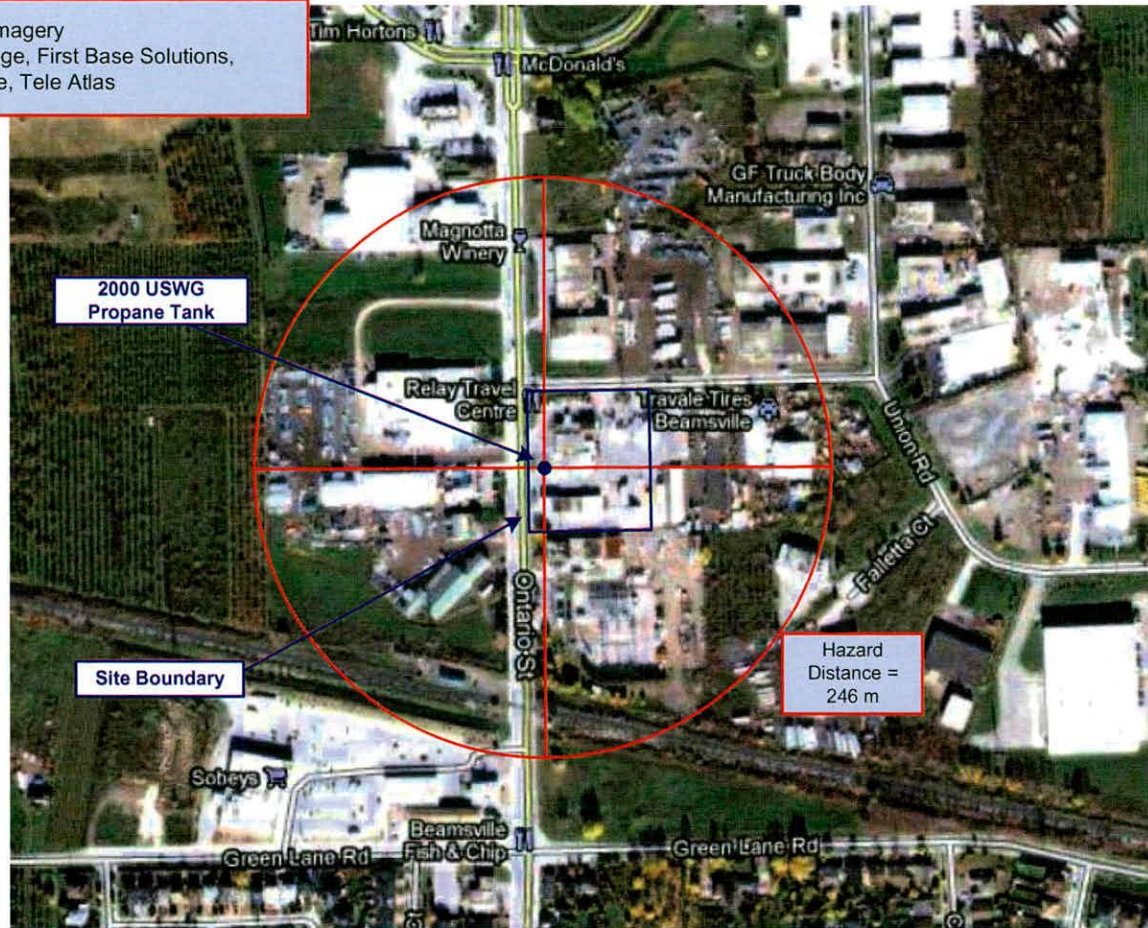 magery
ge, First Base Solutions,
e, Tele Atlas
Tim Hortons
McDonald's
GF Truck Body
Manufacturing Inc
Magnotta
Winery
2000 USWG
Propane Tank
Relay Travel
Centre
Travale Tires
Beamsville
Union Rd
Falletta Ct
Ontario St
Site Boundary
Hazard
Distance =
246 m
Sobeys
Beamsville
Fish & Chip
Green Lane Rd
Green Lane Rd